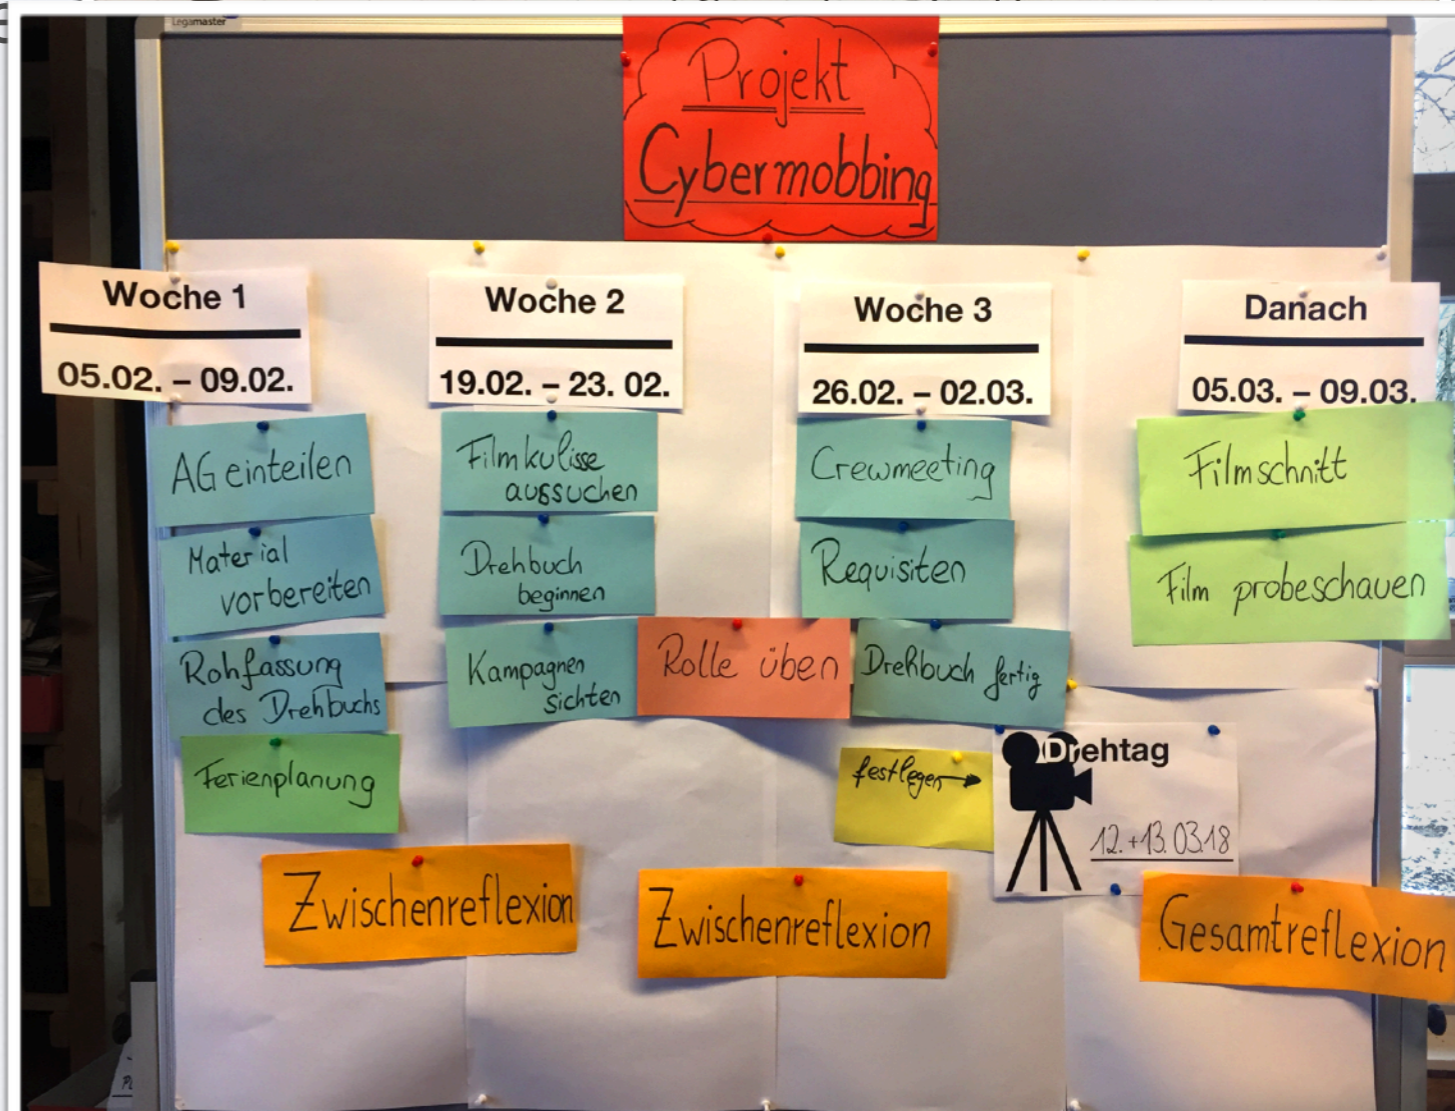 Legamaster
Projekt
Cybermobbing
Woche 1
05.02. – 09.02.
AG einteilen
Material
vorbereiten
Rohfassung
des Drehbuchs
Ferienplanung
Woche 2
19.02. – 23. 02.
Filmkulisse
aussuchen
Drehbuch
beginnen
Kampagnen
sichten
Rolle üben
Woche 3
26.02. – 02.03.
Crewmeeting
Requisiten
Drehbuch fertig
festlegen →
Drehtag
12.+13.03.18
Danach
05.03. – 09.03.
Filmschnitt
Film probeschauen
Zwischenreflexion
Zwischenreflexion
Gesamtreflexion